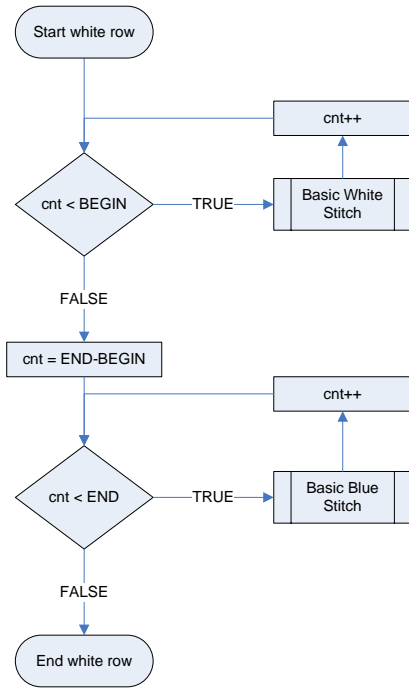 Start white row
cnt++
cnt < BEGIN
TRUE
Basic White
Stitch
FALSE
cnt = END-BEGIN
cnt++
cnt < END
TRUE
Basic Blue
Stitch
FALSE
End white row